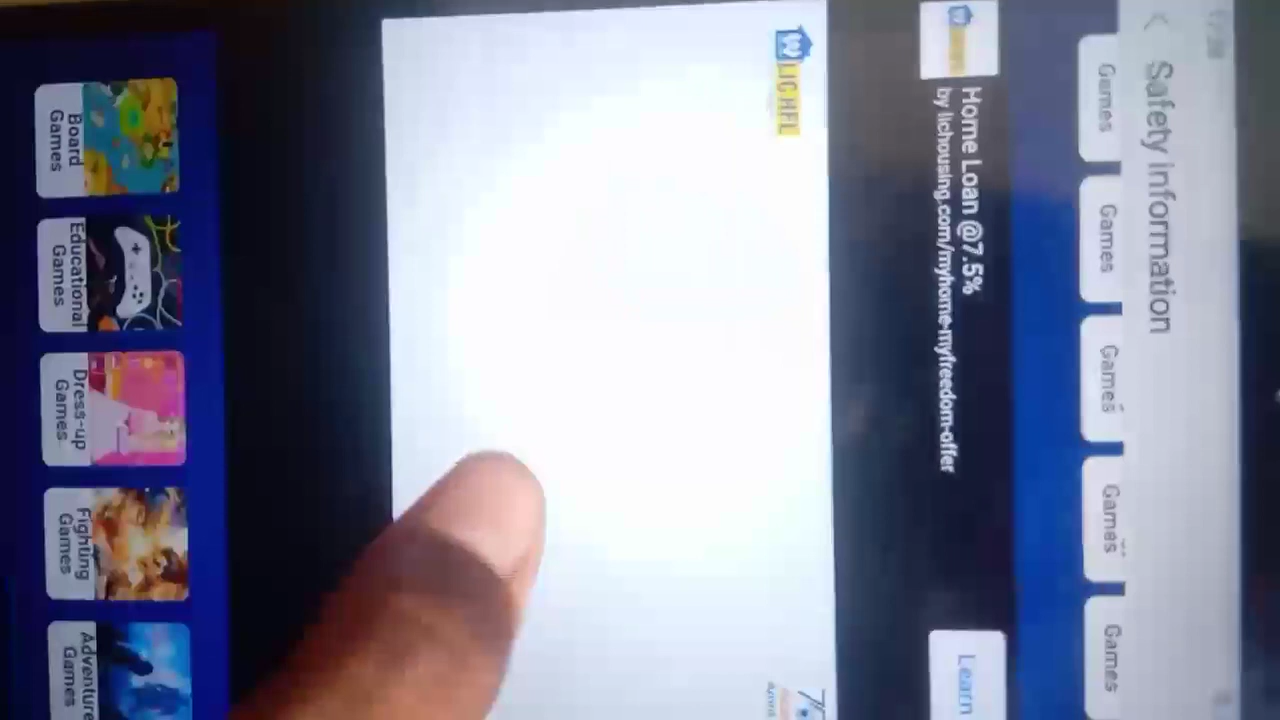 Safety information
Games
Games
Games
Games
Games
Home Loan @7.5%
by lichousing.com/myhome-myfreedom-offer
Learn
LIC HFL
Board
Games
Educational
Games
Dress-up
Games
Fighting
Games
Adventure
Games